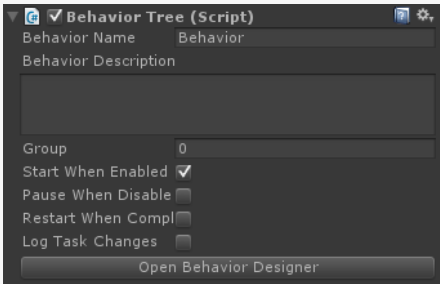 Behavior Tree (Script)
Behavior Name Behavior
Behavior Description
Group 0
Start When Enabled
Pause When Disable
Restart When Compl
Log Task Changes
Open Behavior Designer